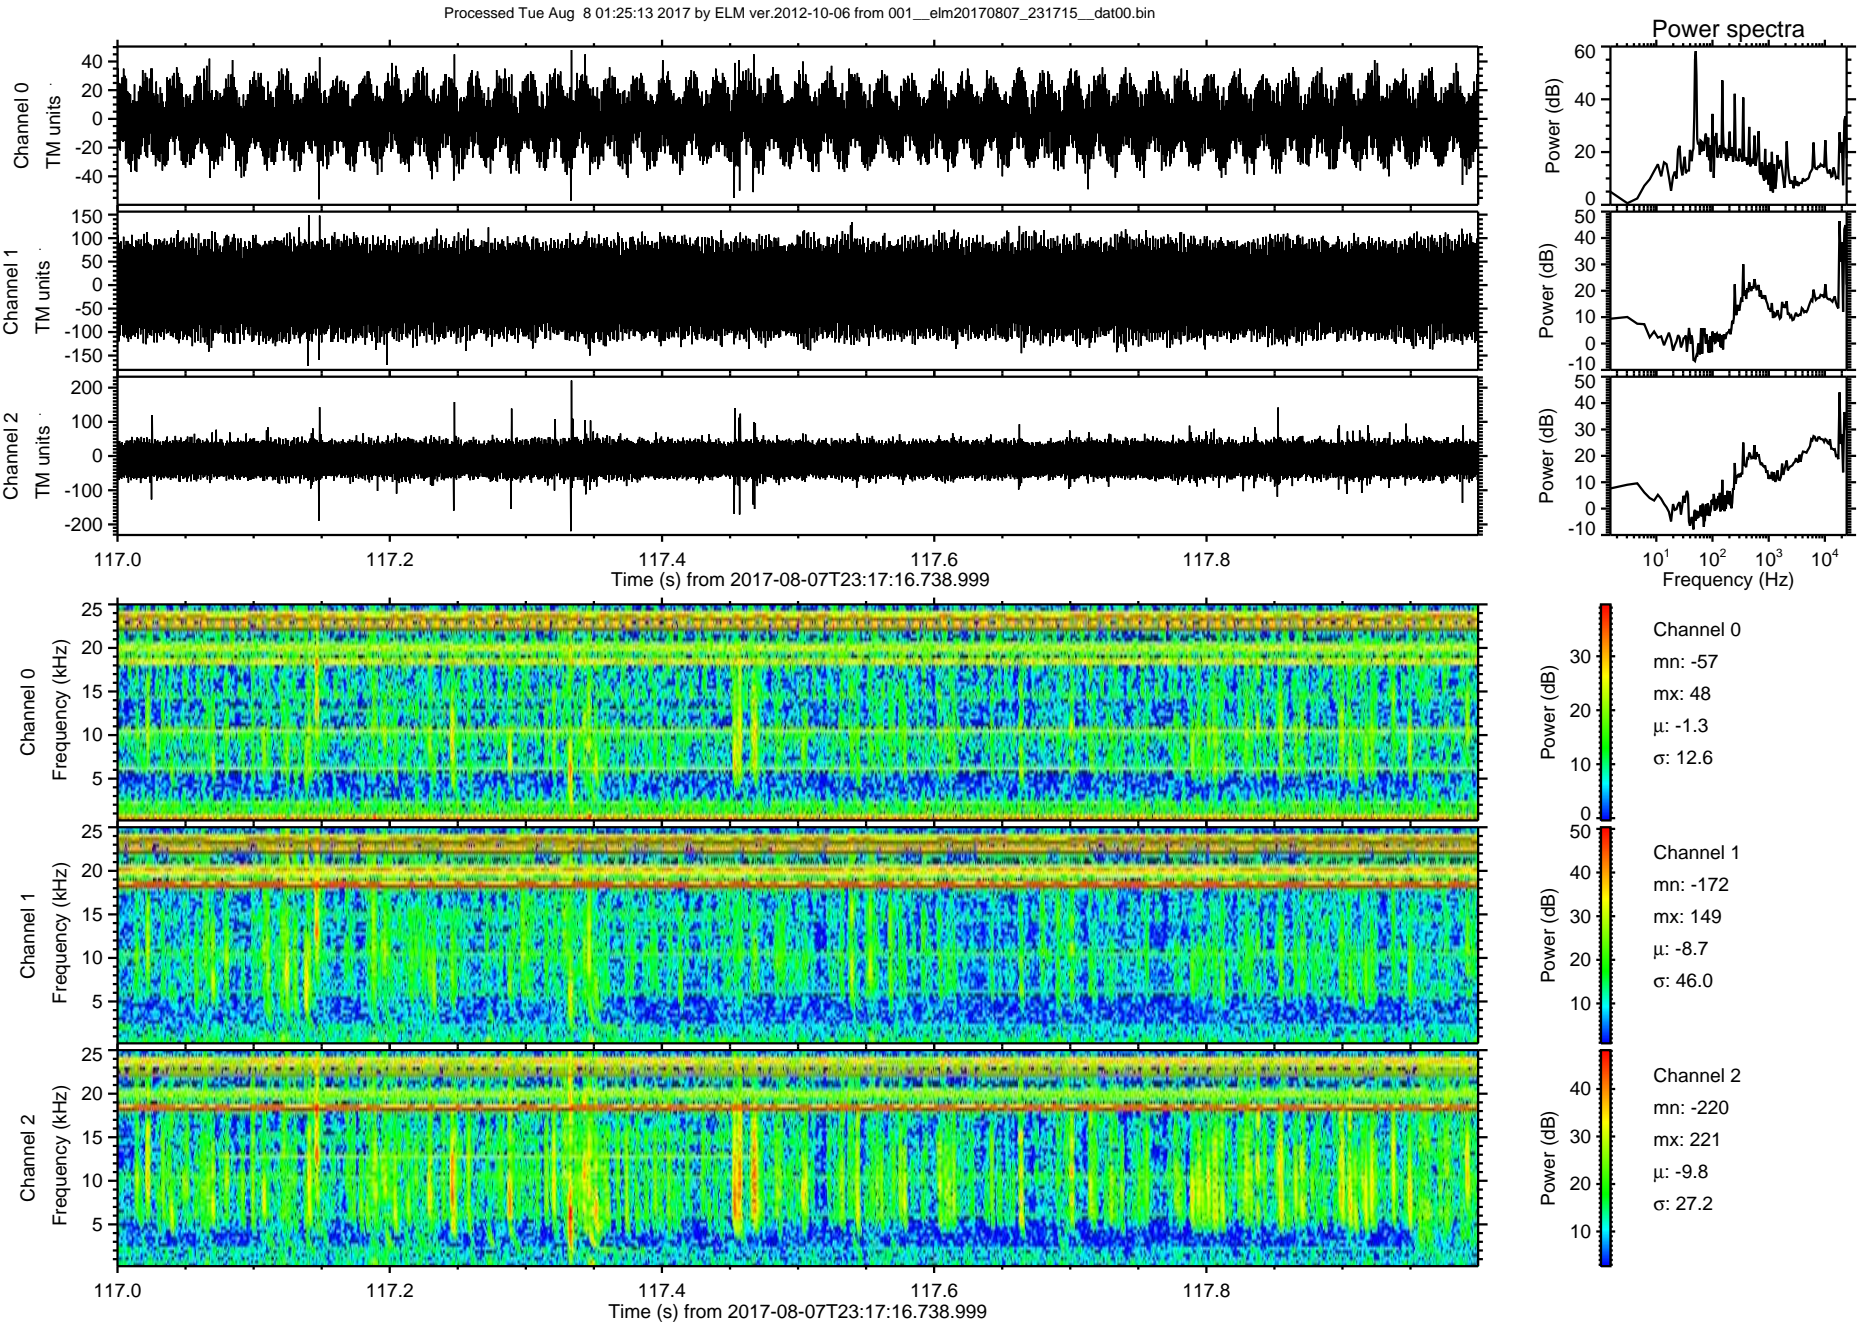 Processed Tue Aug  8 01:25:13 2017 by ELM ver.2012-10-06 from 001__elm20170807_231715__dat00.bin
Power spectra
Channel 0
TM units
40
20
0
-20
-40
Power (dB)
60
40
20
0
Channel 1
TM units
150
100
50
0
-50
-100
-150
Power (dB)
50
40
30
20
10
0
-10
Channel 2
TM units
200
100
0
-100
-200
Power (dB)
50
40
30
20
10
0
-10
117.0 117.2 117.4 117.6 117.8
Time (s) from 2017-08-07T23:17:16.738.999
10^1 10^2 10^3 10^4
Frequency (Hz)
Channel 0
Frequency (kHz)
25
20
15
10
5
Power (dB)
30
20
10
0
Channel 0
mn: -57
mx: 48
μ: -1.3
σ: 12.6
Channel 1
Frequency (kHz)
25
20
15
10
5
Power (dB)
50
40
30
20
10
Channel 1
mn: -172
mx: 149
μ: -8.7
σ: 46.0
Channel 2
Frequency (kHz)
25
20
15
10
5
Power (dB)
40
30
20
10
Channel 2
mn: -220
mx: 221
μ: -9.8
σ: 27.2
117.0 117.2 117.4 117.6 117.8
Time (s) from 2017-08-07T23:17:16.738.999